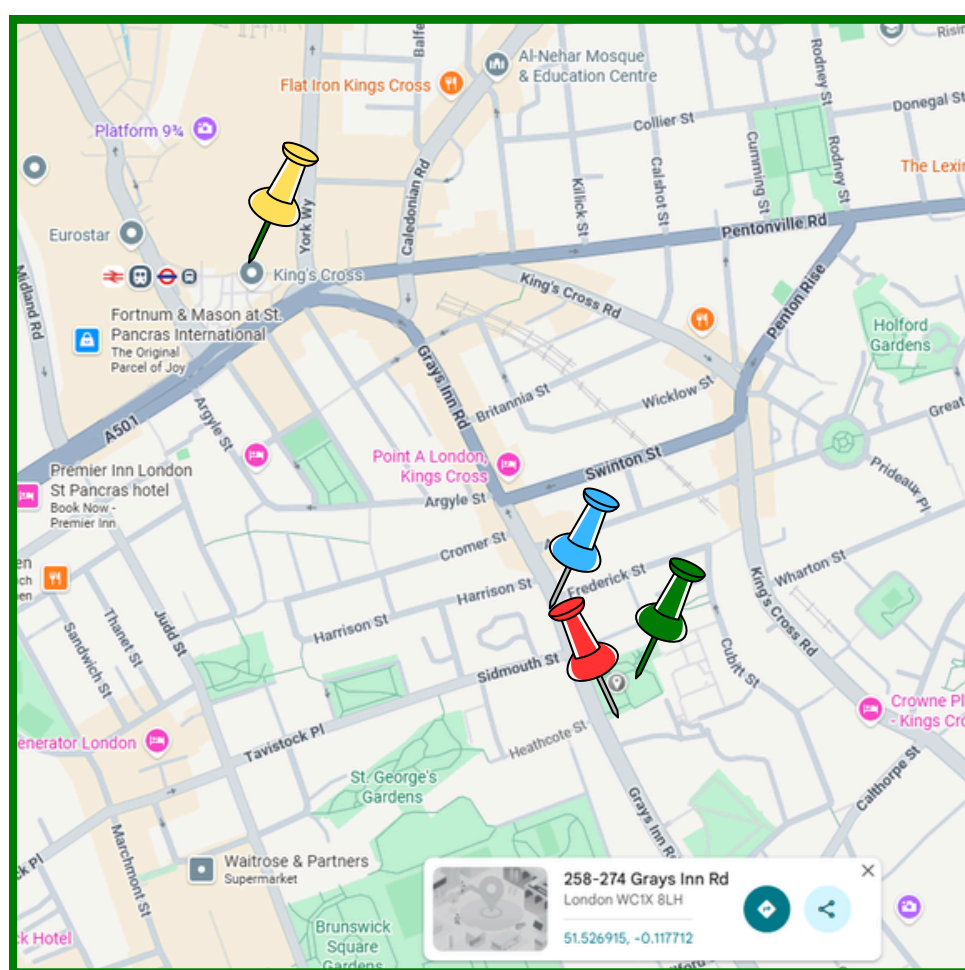 Al-Nehar Mosque
& Education Centre
Flat Iron Kings Cross
Platform 9¾
Collier St
Rodney St
Donegal St
Cumming St
Rodney St
The Lexin
Killick St
Calshot St
Caledonian Rd
York Wy
Pentonville Rd
Eurostar
King's Cross
Midland Rd
King's Cross Rd
Penton Rise
Fortnum & Mason at St.
Pancras International
The Original
Parcel of Joy
Holford
Gardens
Grays Inn Rd
Britannia St
Wicklow St
Great
A501
Argyle St
Point A London,
Kings Cross
Swinton St
Prideaux Pl
Premier Inn London
St Pancras hotel
Book Now -
Premier Inn
Argyle St
Cromer St
Harrison St
Frederick St
Wharton St
King's Cross Rd
Thanet St
Judd St
Sandwich St
Harrison St
Sidmouth St
Cubitt St
Crowne Pl
- Kings Cro
enerator London
Tavistock Pl
Heathcote St
St. George's
Gardens
Calthorpe St
Grays Inn R
Marchmont St
Waitrose & Partners
Supermarket
258-274 Grays Inn Rd
London WC1X 8LH
51.526915, -0.117712
k Pl
ck Hotel
Brunswick
Square
Gardens